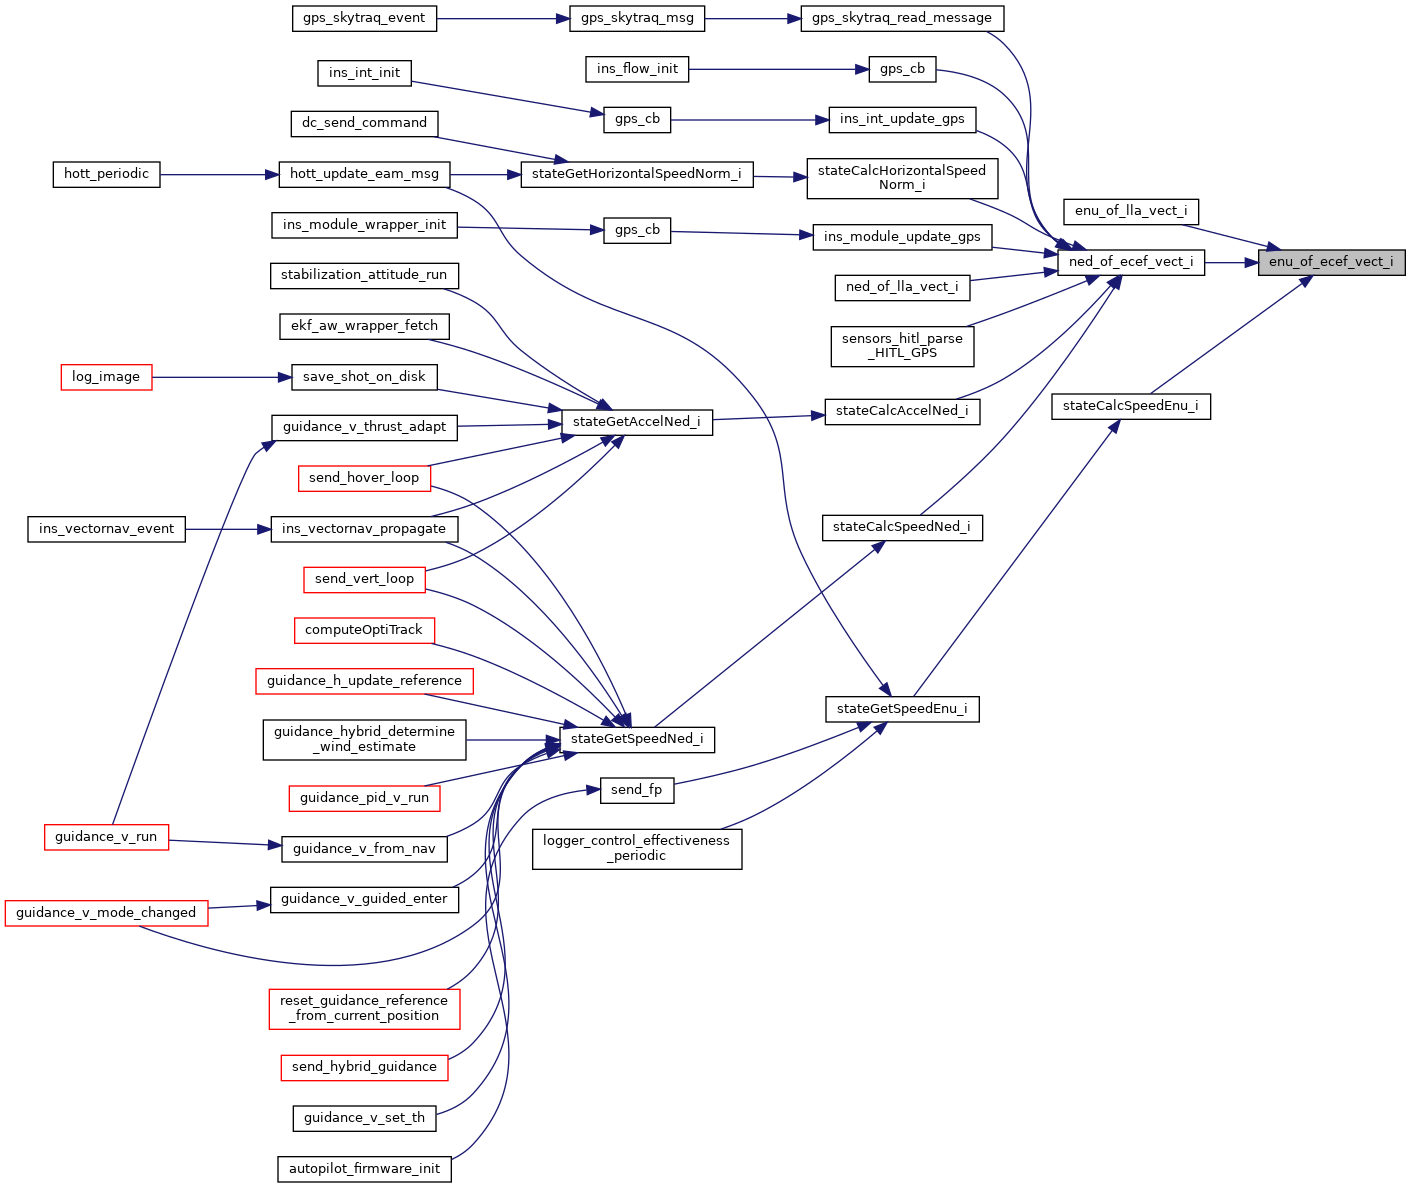 gps_skytraq_event
gps_skytraq_msg
gps_skytraq_read_message
ins_int_init
ins_flow_init
gps_cb
dc_send_command
gps_cb
ins_int_update_gps
hott_periodic
hott_update_eam_msg
stateGetHorizontalSpeedNorm_i
stateCalcHorizontalSpeed
Norm_i
ins_module_wrapper_init
gps_cb
ins_module_update_gps
enu_of_lla_vect_i
ned_of_ecef_vect_i
enu_of_ecef_vect_i
stabilization_attitude_run
ned_of_lla_vect_i
ekf_aw_wrapper_fetch
sensors_hitl_parse
_HITL_GPS
log_image
save_shot_on_disk
stateCalcAccelNed_i
stateCalcSpeedEnu_i
guidance_v_thrust_adapt
stateGetAccelNed_i
send_hover_loop
ins_vectornav_event
ins_vectornav_propagate
stateCalcSpeedNed_i
send_vert_loop
computeOptiTrack
guidance_h_update_reference
stateGetSpeedEnu_i
guidance_hybrid_determine
_wind_estimate
stateGetSpeedNed_i
guidance_pid_v_run
send_fp
guidance_v_run
guidance_v_from_nav
logger_control_effectiveness
_periodic
guidance_v_mode_changed
guidance_v_guided_enter
reset_guidance_reference
_from_current_position
send_hybrid_guidance
guidance_v_set_th
autopilot_firmware_init